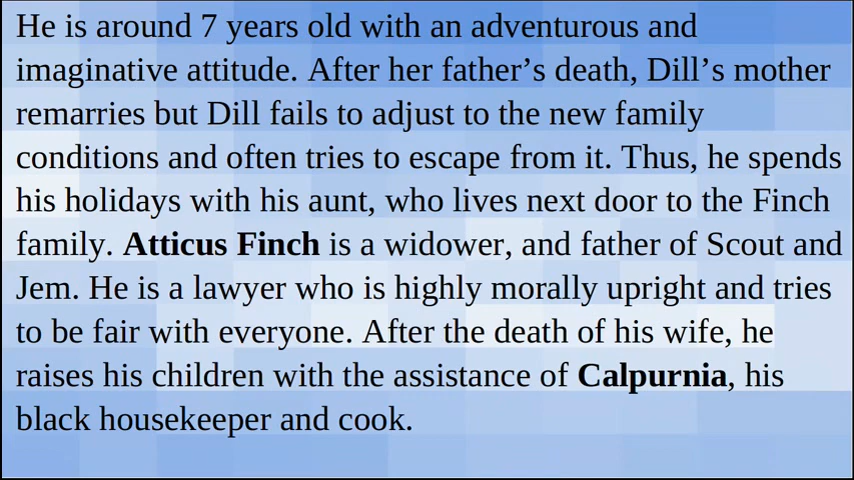 He is around 7 years old with an adventurous and
imaginative attitude. After her father’s death, Dill’s mother
remarries but Dill fails to adjust to the new family
conditions and often tries to escape from it. Thus, he spends
his holidays with his aunt, who lives next door to the Finch
family. Atticus Finch is a widower, and father of Scout and
Jem. He is a lawyer who is highly morally upright and tries
to be fair with everyone. After the death of his wife, he
raises his children with the assistance of Calpurnia, his
black housekeeper and cook.